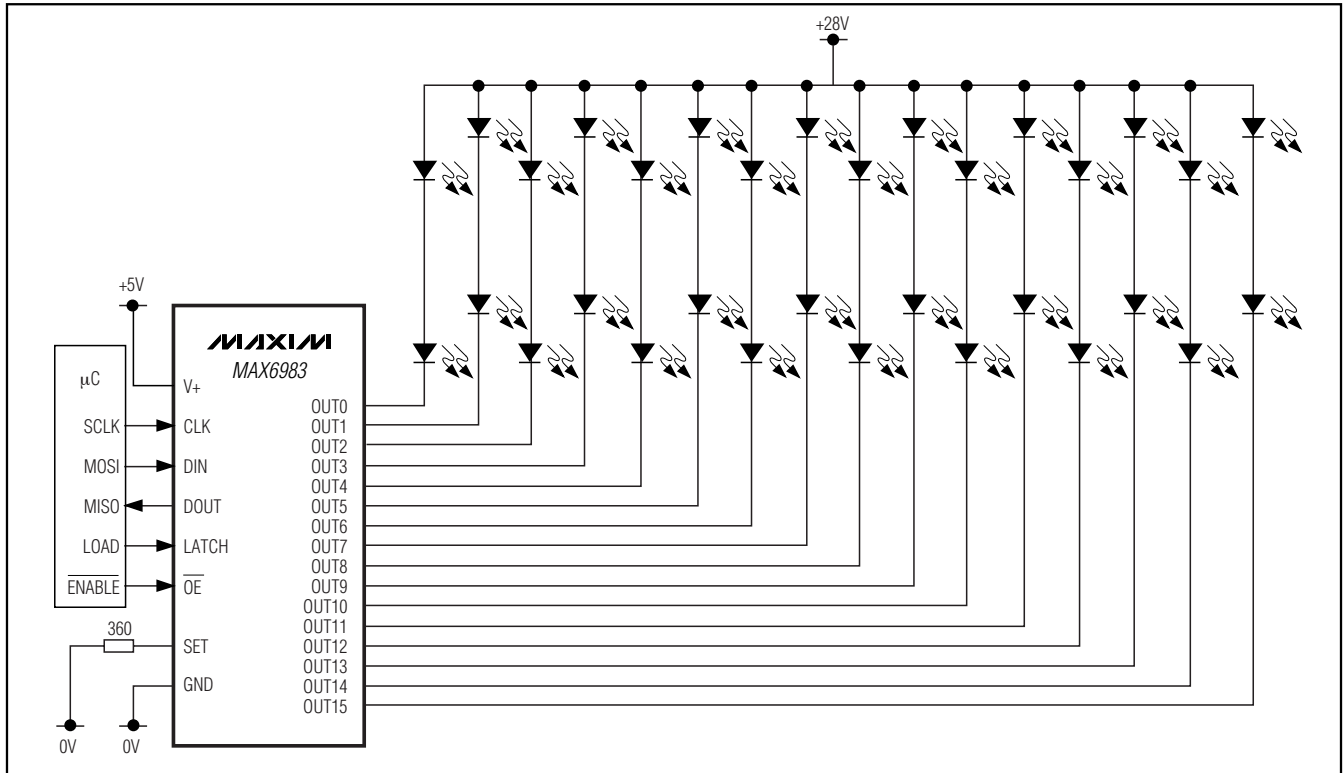 +28V
+5V
MAXIM
MAX6983
µC
SCLK
MOSI
MISO
LOAD
ENABLE
V+
CLK
DIN
DOUT
LATCH
OE
SET
GND
360
0V
0V
OUT0
OUT1
OUT2
OUT3
OUT4
OUT5
OUT6
OUT7
OUT8
OUT9
OUT10
OUT11
OUT12
OUT13
OUT14
OUT15